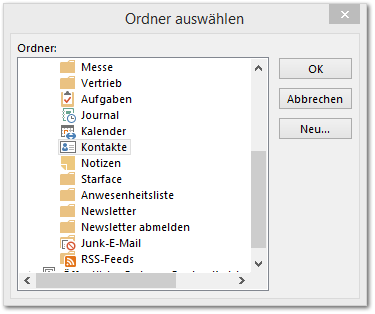 Ordner auswählen
Ordner:
Messe
Vertrieb
Aufgaben
Journal
Kalender
Kontakte
Notizen
Starface
Anwesenheitsliste
Newsletter
Newsletter abmelden
Junk-E-Mail
RSS-Feeds
OK
Abbrechen
Neu...